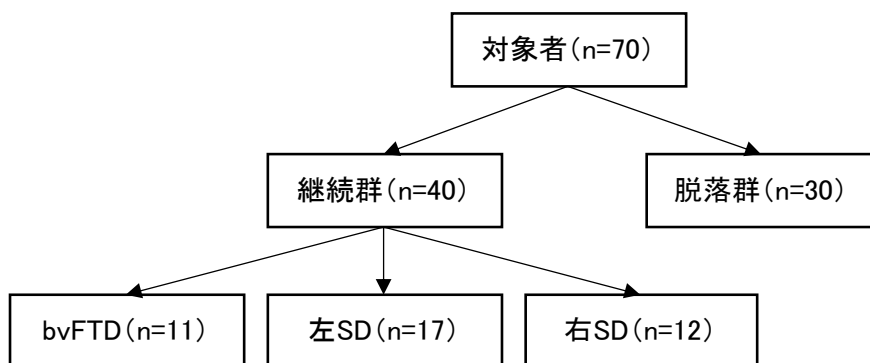 対象者（n=70）
継続群（n=40）
脱落群（n=30）
bvFTD（n=11）
左SD（n=17）
右SD（n=12）